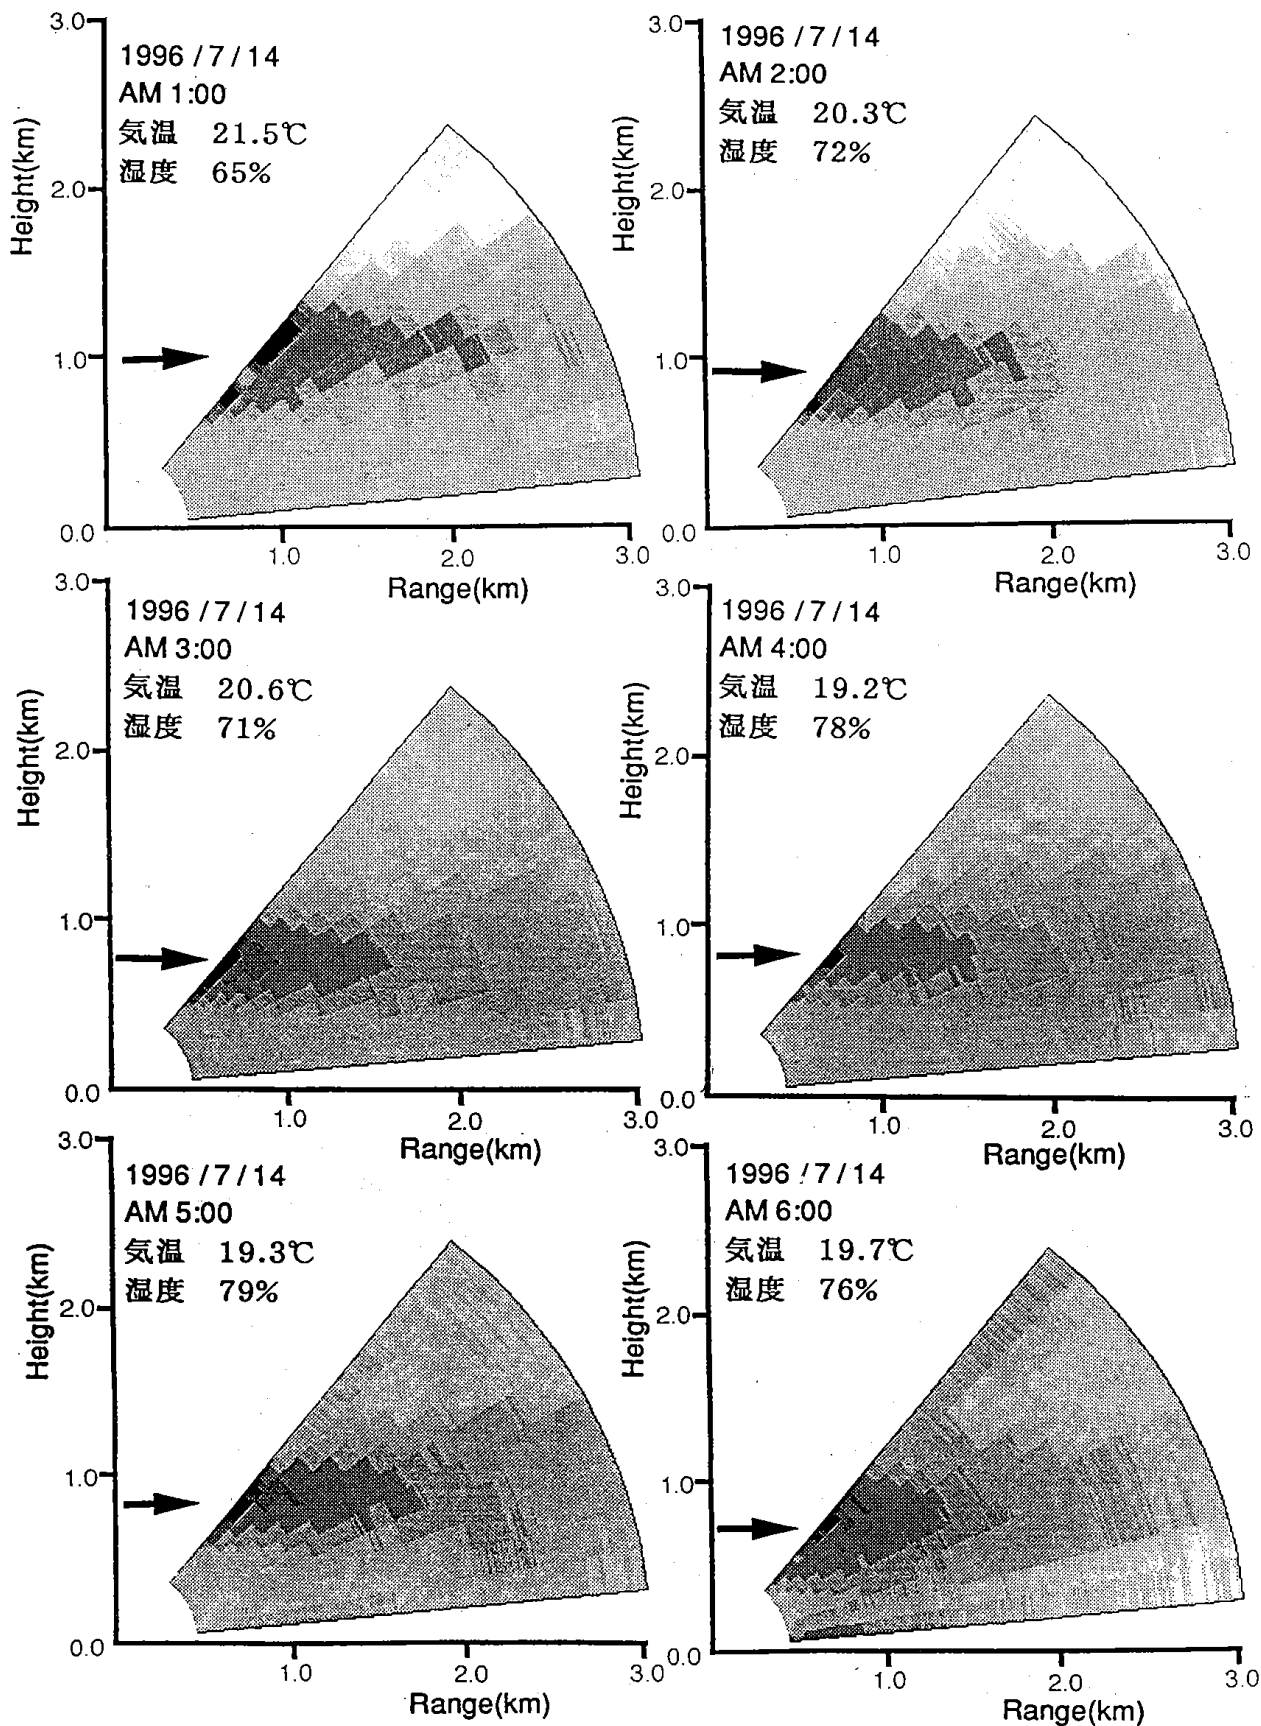 3.0
1996 / 7 / 14
AM 1:00
気温 21.5℃
湿度 65%
Height(km)
2.0
1.0
0.0
1.0
2.0
3.0
Range(km)
3.0
1996 / 7 / 14
AM 2:00
気温 20.3℃
湿度 72%
Height(km)
2.0
1.0
0.0
1.0
2.0
3.0
Range(km)
3.0
1996 / 7 / 14
AM 3:00
気温 20.6℃
湿度 71%
Height(km)
2.0
1.0
0.0
1.0
2.0
3.0
Range(km)
3.0
1996 / 7 / 14
AM 4:00
気温 19.2℃
湿度 78%
Height(km)
2.0
1.0
0.0
1.0
2.0
3.0
Range(km)
3.0
1996 / 7 / 14
AM 5:00
気温 19.3℃
湿度 79%
Height(km)
2.0
1.0
0.0
1.0
2.0
3.0
Range(km)
3.0
1996 / 7 / 14
AM 6:00
気温 19.7℃
湿度 76%
Height(km)
2.0
1.0
0.0
1.0
2.0
3.0
Range(km)